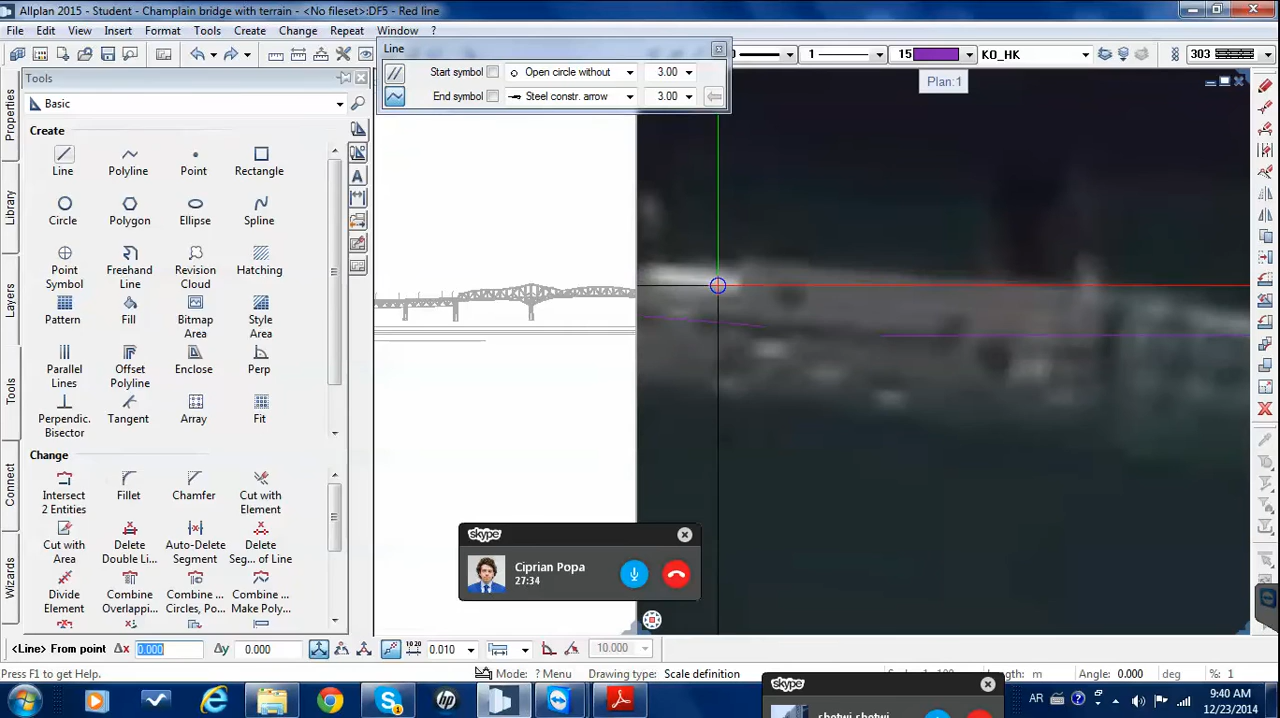 Allplan 2015 - Student - Champlain bridge with terrain - <No fileset>:DF5 - Red line
File Edit View Insert Format Tools Create Change Repeat Window ?
Line
Start symbol Open circle without 3.00
End symbol Steel constr. arrow 3.00
1 15 KO_HK 303
Plan:1
Tools
Basic
Properties
Library
Layers
Tools
Connect
Wizards
Create
Line Polyline Point Rectangle
Circle Polygon Ellipse Spline
Point Symbol Freehand Line Revision Cloud Hatching
Pattern Fill Bitmap Area Style Area
Parallel Lines Offset Polyline Enclose Perp
Perpendic. Bisector Tangent Array Fit
Change
Intersect 2 Entities Fillet Chamfer Cut with Element
Cut with Area Delete Double Li... Auto-Delete Segment Delete Seg... of Line
Divide Element Combine Overlappin... Combine ... Circles, Po... Combine ... Make Poly...
skype
Ciprian Popa
27:34
<Line> From point Δx 0.000 Δy 0.000 10 20 0.010 10.000
Press F1 to get Help. Mode: ? Menu Drawing type: Scale definition Length: m Angle: 0.000 deg %: 1
skype
AR 9:40 AM
12/23/2014